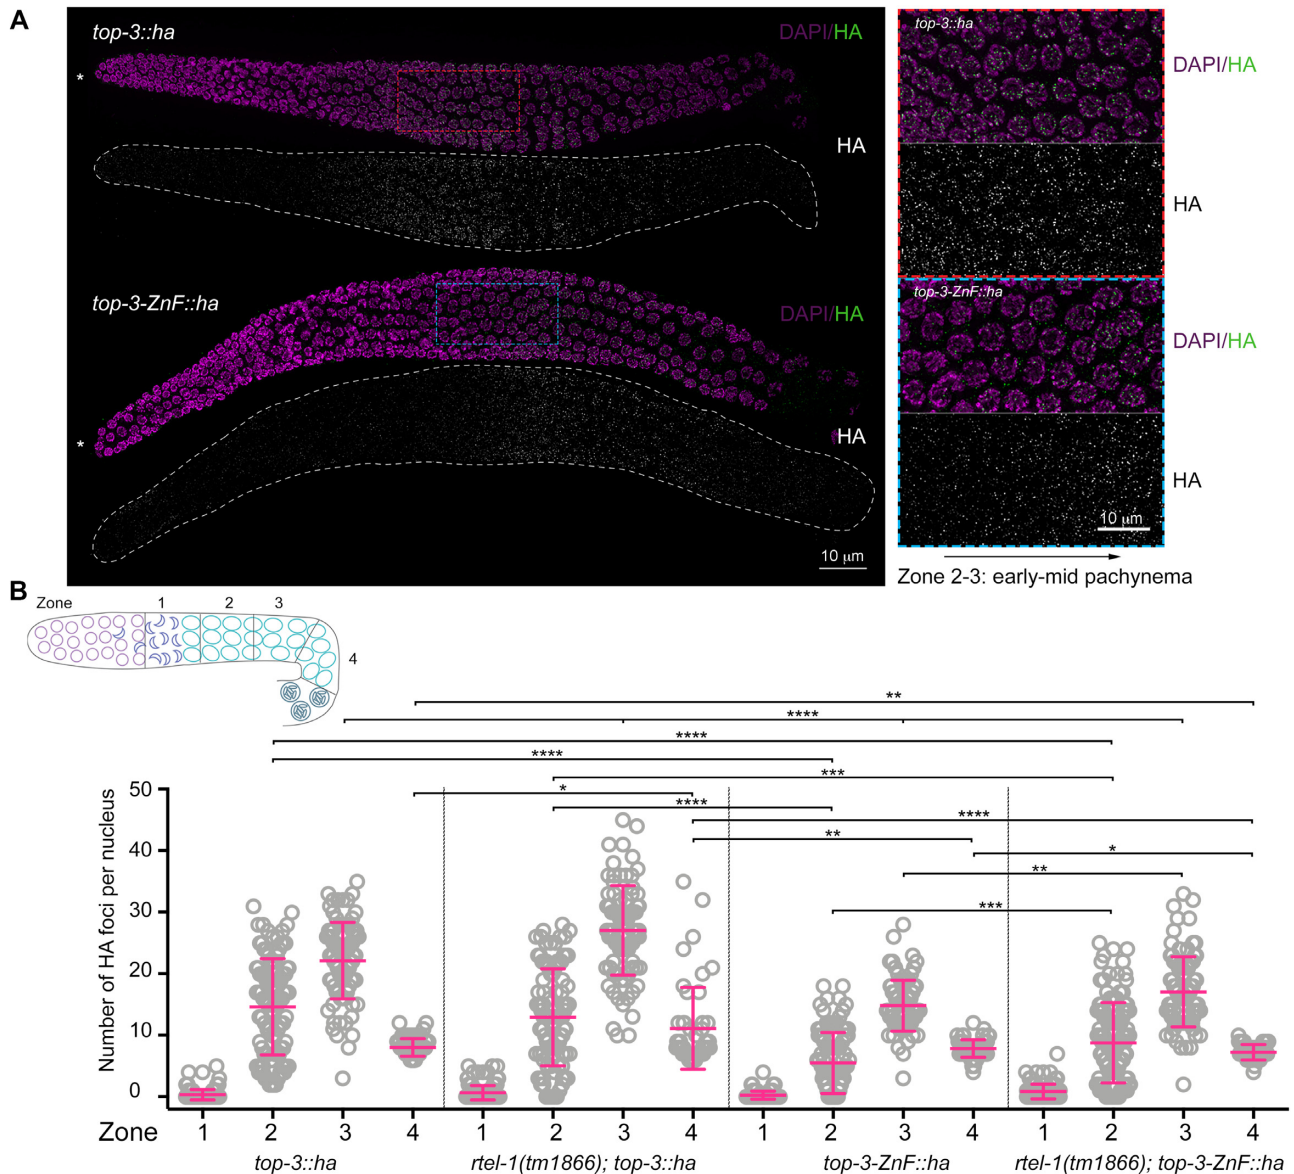 A
top-3::ha
DAPI/HA
*
HA
top-3-ZnF::ha
DAPI/HA
*
HA
10 μm
top-3::ha
DAPI/HA
HA
top-3-ZnF::ha
DAPI/HA
HA
10 μm
Zone 2-3: early-mid pachynema
B
Zone 1 2 3
4
**
****
****
****
***
*
****
****
**
*
**
***
Number of HA foci per nucleus
50
40
30
20
10
0
Zone 1 2 3 4 1 2 3 4 1 2 3 4 1 2 3 4
top-3::ha rtel-1(tm1866); top-3::ha top-3-ZnF::ha rtel-1(tm1866); top-3-ZnF::ha